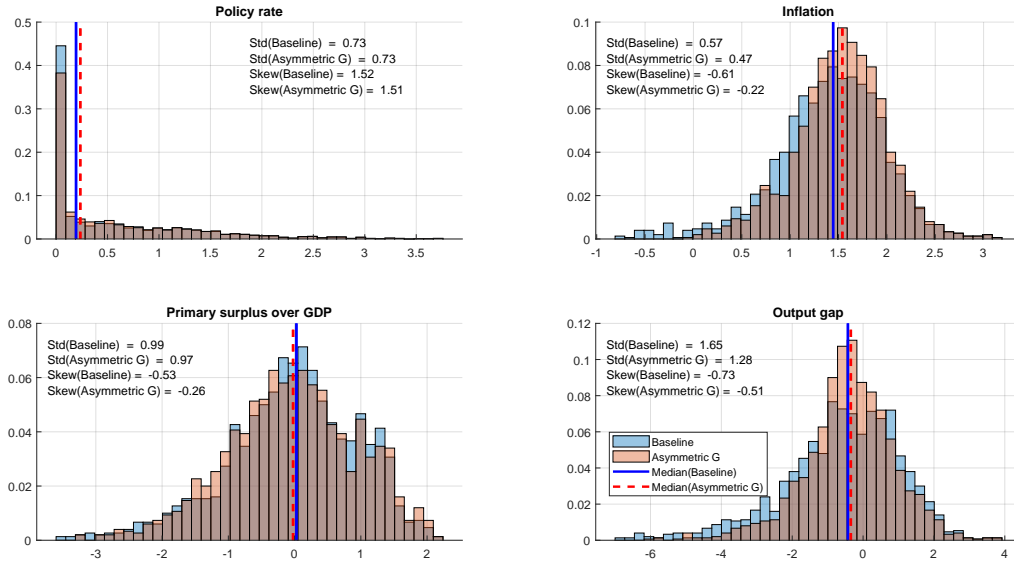 Policy rate
0.5
0.4
0.3
0.2
0.1
0
Std(Baseline) = 0.73
Std(Asymmetric G) = 0.73
Skew(Baseline) = 1.52
Skew(Asymmetric G) = 1.51
0 0.5 1 1.5 2 2.5 3 3.5
Inflation
0.1
0.08
0.06
0.04
0.02
0
Std(Baseline) = 0.57
Std(Asymmetric G) = 0.47
Skew(Baseline) = -0.61
Skew(Asymmetric G) = -0.22
-1 -0.5 0 0.5 1 1.5 2 2.5 3
Primary surplus over GDP
0.08
0.06
0.04
0.02
0
Std(Baseline) = 0.99
Std(Asymmetric G) = 0.97
Skew(Baseline) = -0.53
Skew(Asymmetric G) = -0.26
-3 -2 -1 0 1 2
Output gap
0.12
0.1
0.08
0.06
0.04
0.02
0
Std(Baseline) = 1.65
Std(Asymmetric G) = 1.28
Skew(Baseline) = -0.73
Skew(Asymmetric G) = -0.51
Baseline
Asymmetric G
Median(Baseline)
Median(Asymmetric G)
-6 -4 -2 0 2 4